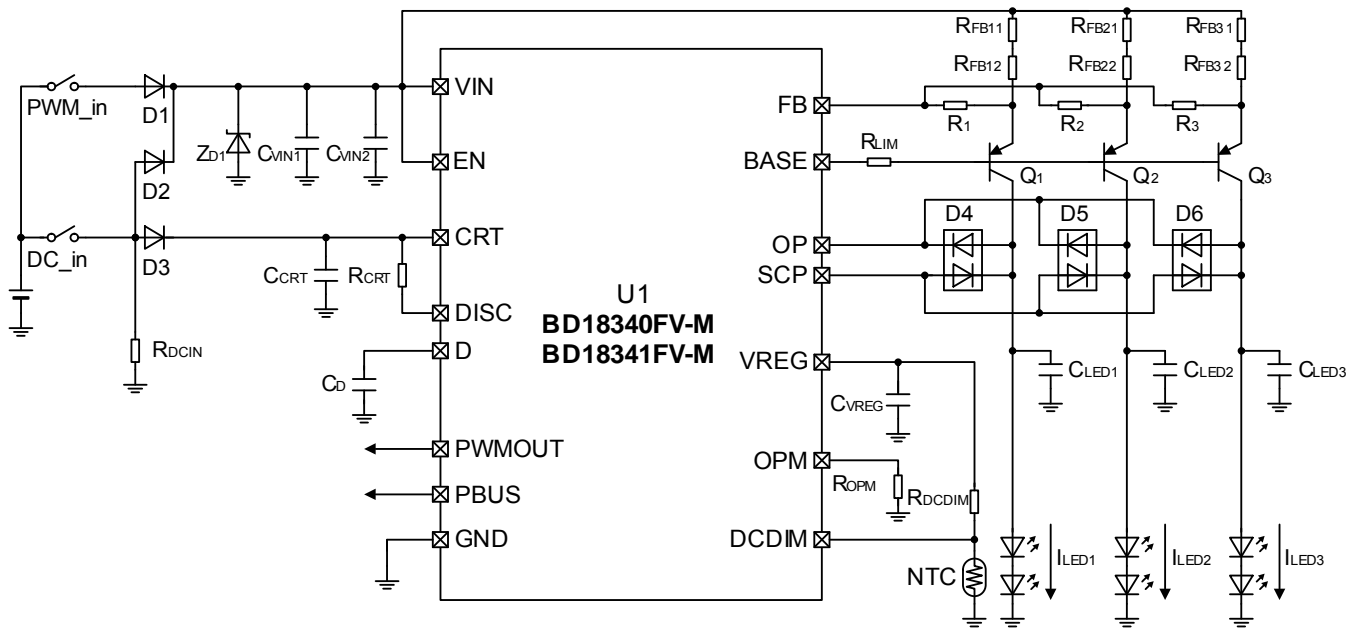 RFB11
RFB21
RFB31
RFB12
RFB22
RFB32
PWM_in
D1
VIN
FB
R1
R2
R3
ZD1
CVIN1
CVIN2
RLIM
D2
EN
BASE
Q1
Q2
Q3
DC_in
D3
CRT
D4
D5
D6
OP
CCRT
RCRT
SCP
U1
BD18340FV-M
BD18341FV-M
DISC
RDCIN
D
VREG
CLED1
CLED2
CLED3
CD
CVREG
PWMOUT
OPM
ROPM
RDCDIM
PBUS
GND
DCDIM
NTC
ILED1
ILED2
ILED3